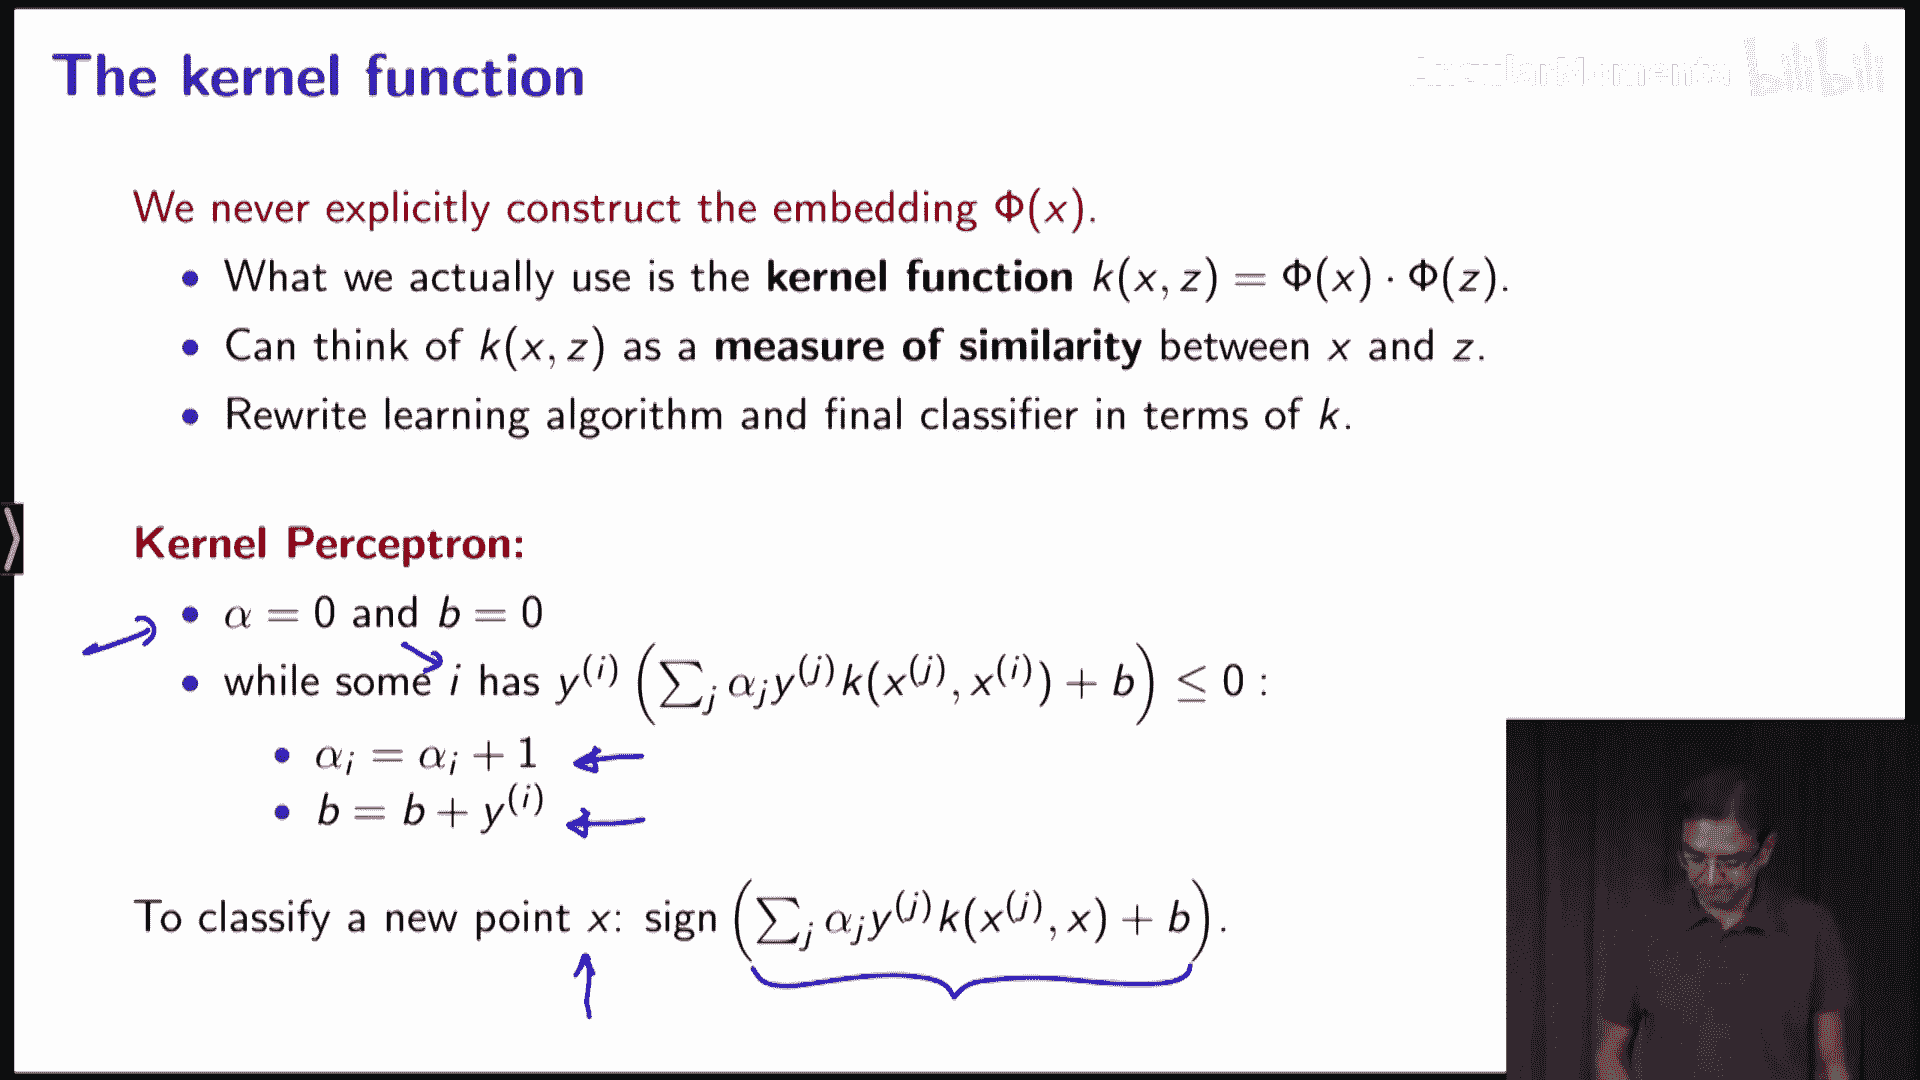 The kernel function
bilibili
We never explicitly construct the embedding Φ(x).
• What we actually use is the kernel function k(x, z) = Φ(x) · Φ(z).
• Can think of k(x, z) as a measure of similarity between x and z.
• Rewrite learning algorithm and final classifier in terms of k.
Kernel Perceptron:
• α = 0 and b = 0
• while some i has y^(i) (∑_j α_j y^(j) k(x^(j), x^(i)) + b) ≤ 0 :
• α_i = α_i + 1
• b = b + y^(i)
To classify a new point x: sign (∑_j α_j y^(j) k(x^(j), x) + b).